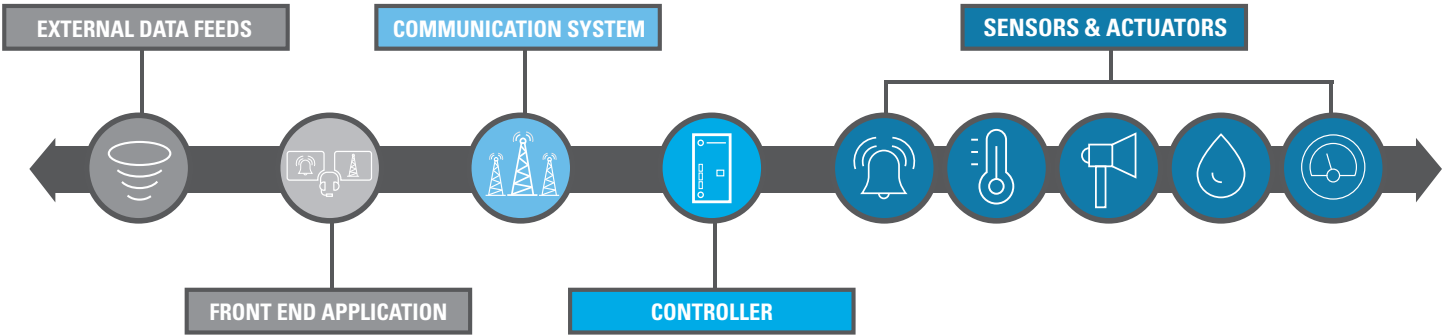 EXTERNAL DATA FEEDS
COMMUNICATION SYSTEM
SENSORS & ACTUATORS
FRONT END APPLICATION
CONTROLLER